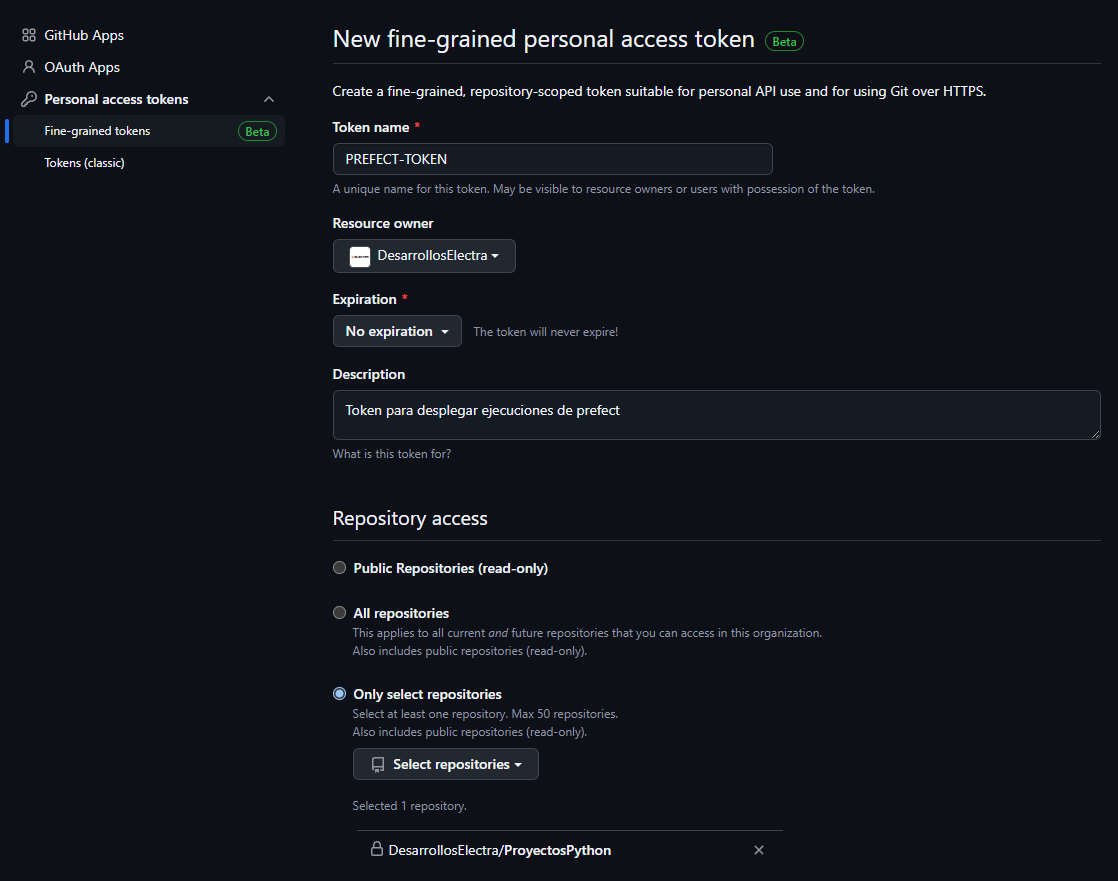 GitHub Apps
OAuth Apps
Personal access tokens
Fine-grained tokens Beta
Tokens (classic)
New fine-grained personal access token Beta
Create a fine-grained, repository-scoped token suitable for personal API use and for using Git over HTTPS.
Token name *
PREFECT-TOKEN
A unique name for this token. May be visible to resource owners or users with possession of the token.
Resource owner
DesarrollosElectra
Expiration *
No expiration The token will never expire!
Description
Token para desplegar ejecuciones de prefect
What is this token for?
Repository access
Public Repositories (read-only)
All repositories
This applies to all current and future repositories that you can access in this organization.
Also includes public repositories (read-only).
Only select repositories
Select at least one repository. Max 50 repositories.
Also includes public repositories (read-only).
Select repositories
Selected 1 repository.
DesarrollosElectra/ProyectosPython